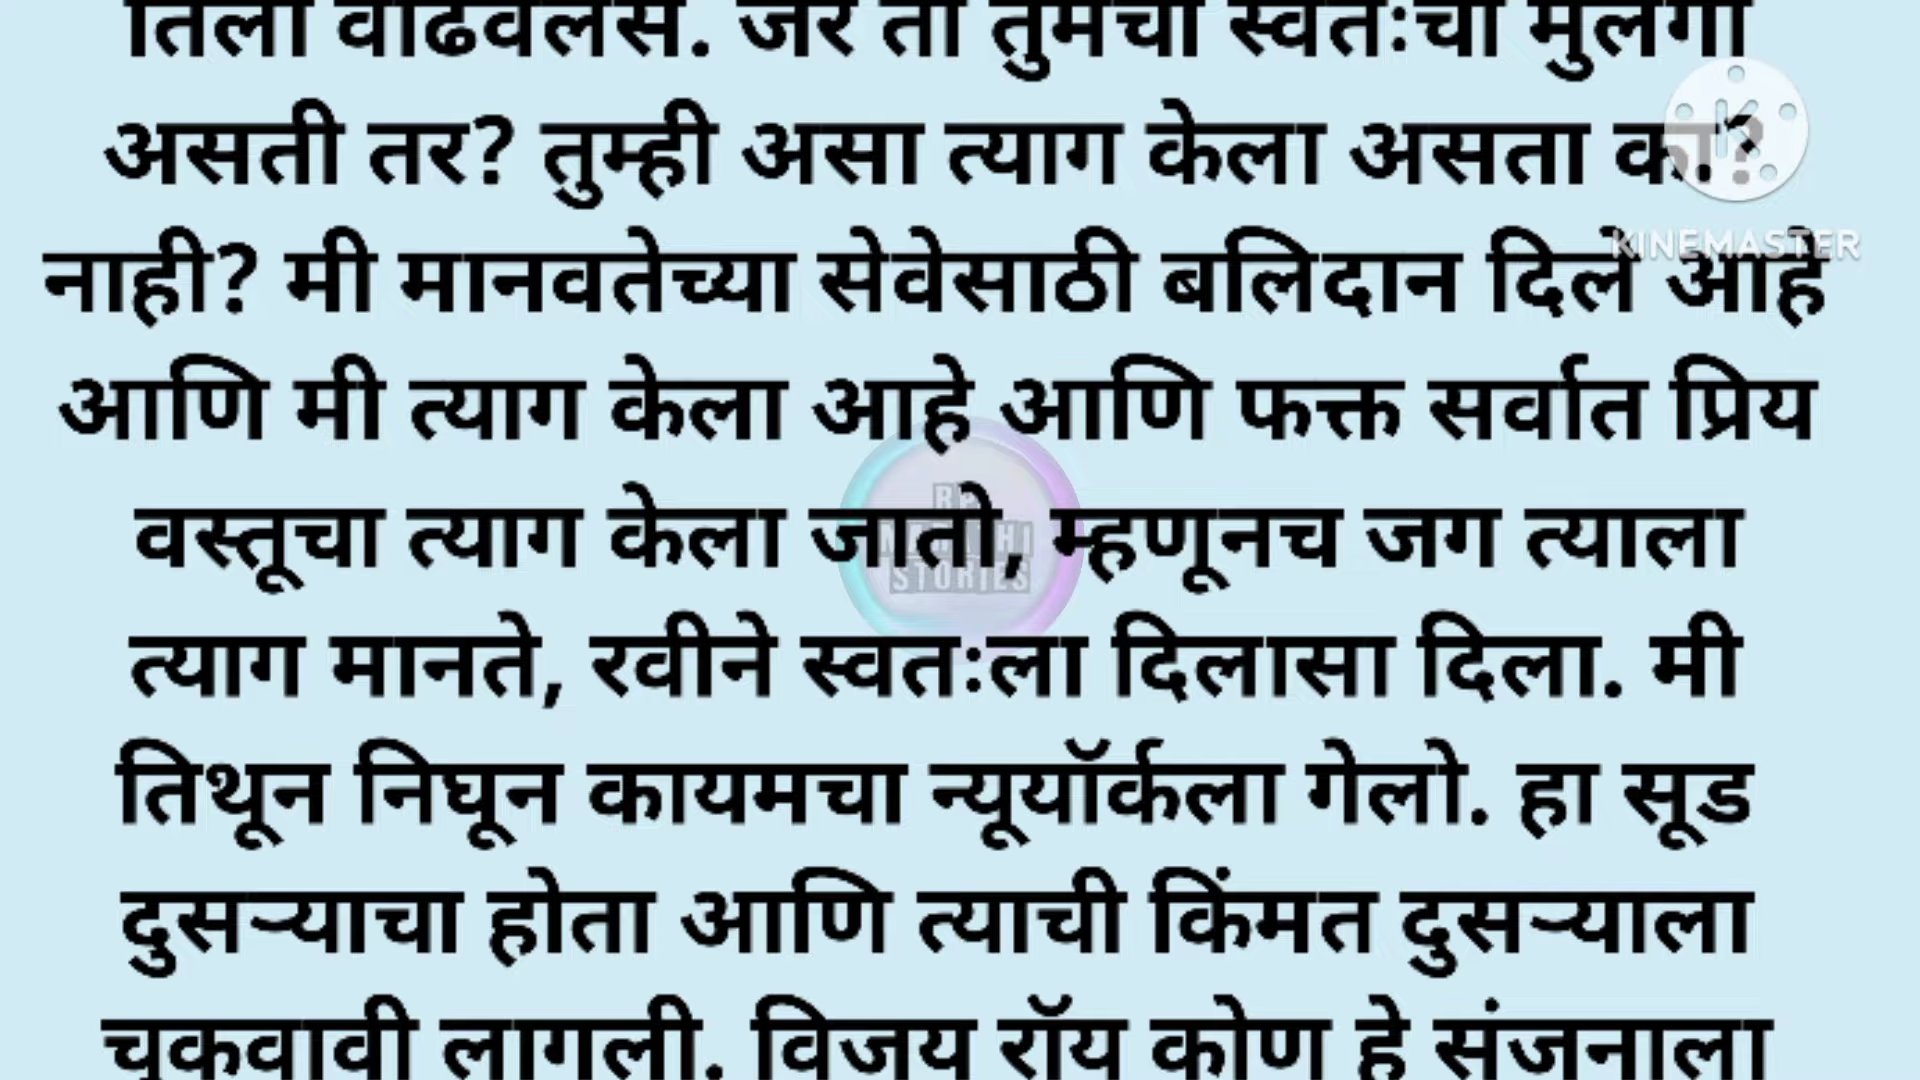 तिला वाढवलंस. जर ती तुमची स्वतःची मुलगी
असती तर? तुम्ही असा त्याग केला असता का?
नाही? मी मानवतेच्या सेवेसाठी बलिदान दिले आहे
आणि मी त्याग केला आहे आणि फक्त सर्वात प्रिय
वस्तूचा त्याग केला जातो, म्हणूनच जग त्याला
त्याग मानते, रवीने स्वतःला दिलासा दिला. मी
तिथून निघून कायमचा न्यूयॉर्कला गेलो. हा सूड
दुसऱ्याचा होता आणि त्याची किंमत दुसऱ्याला
चुकवावी लागली. विजय रॉय कोण हे संजनाला
KINEMASTER
STORIES